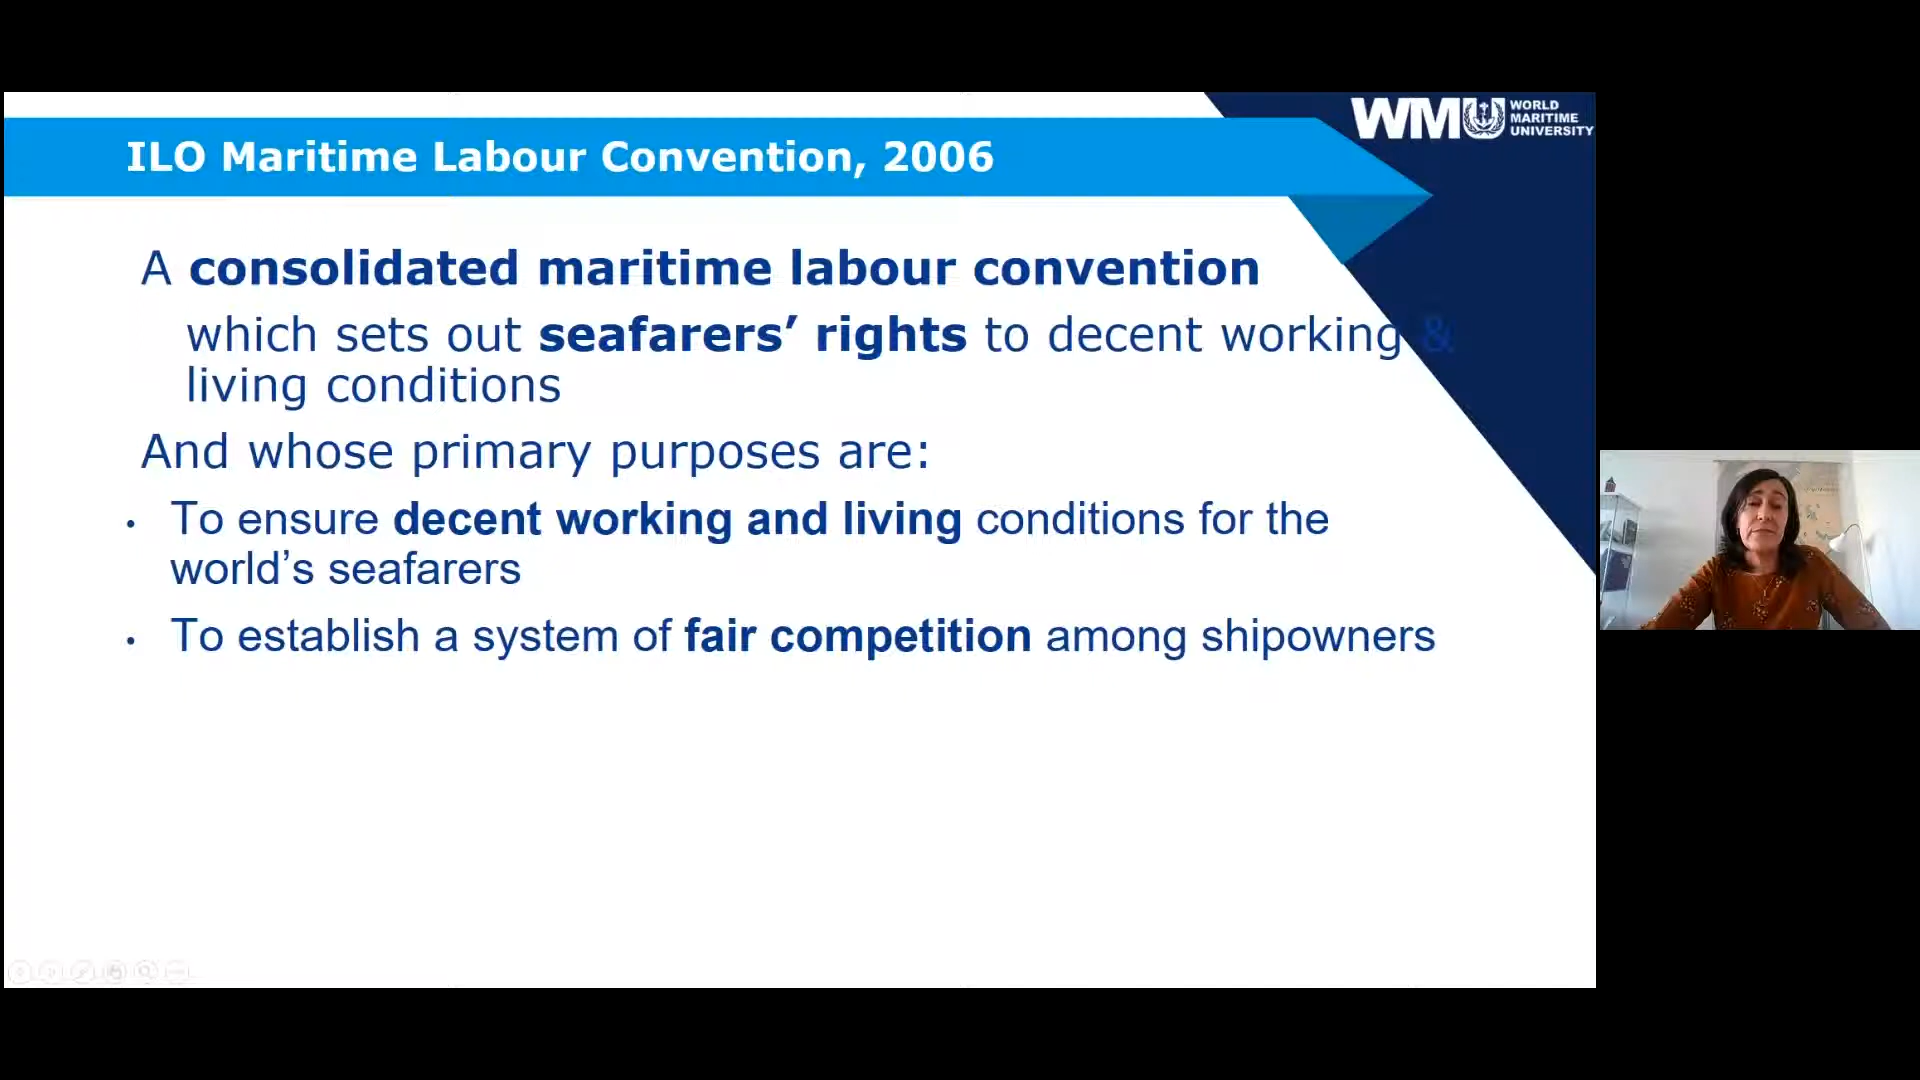 WMU WORLD
MARITIME
UNIVERSITY
ILO Maritime Labour Convention, 2006
A consolidated maritime labour convention
which sets out seafarers’ rights to decent working &
living conditions
And whose primary purposes are:
• To ensure decent working and living conditions for the
world’s seafarers
• To establish a system of fair competition among shipowners